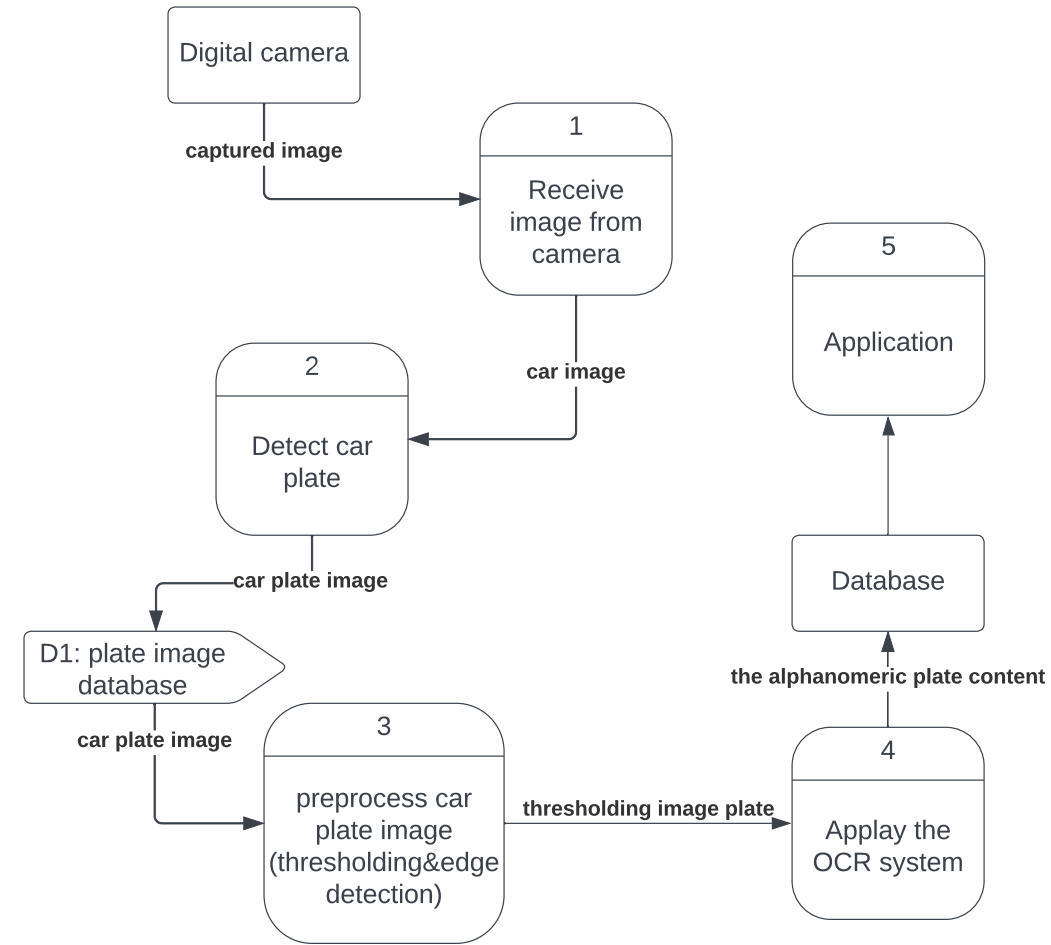 Digital camera
captured image
1
Receive
image from
camera
car image
2
Detect car
plate
car plate image
D1: plate image
database
car plate image
3
preprocess car
plate image
(thresholding&edge
detection)
thresholding image plate
4
Applay the
OCR system
the alphanomeric plate content
Database
5
Application